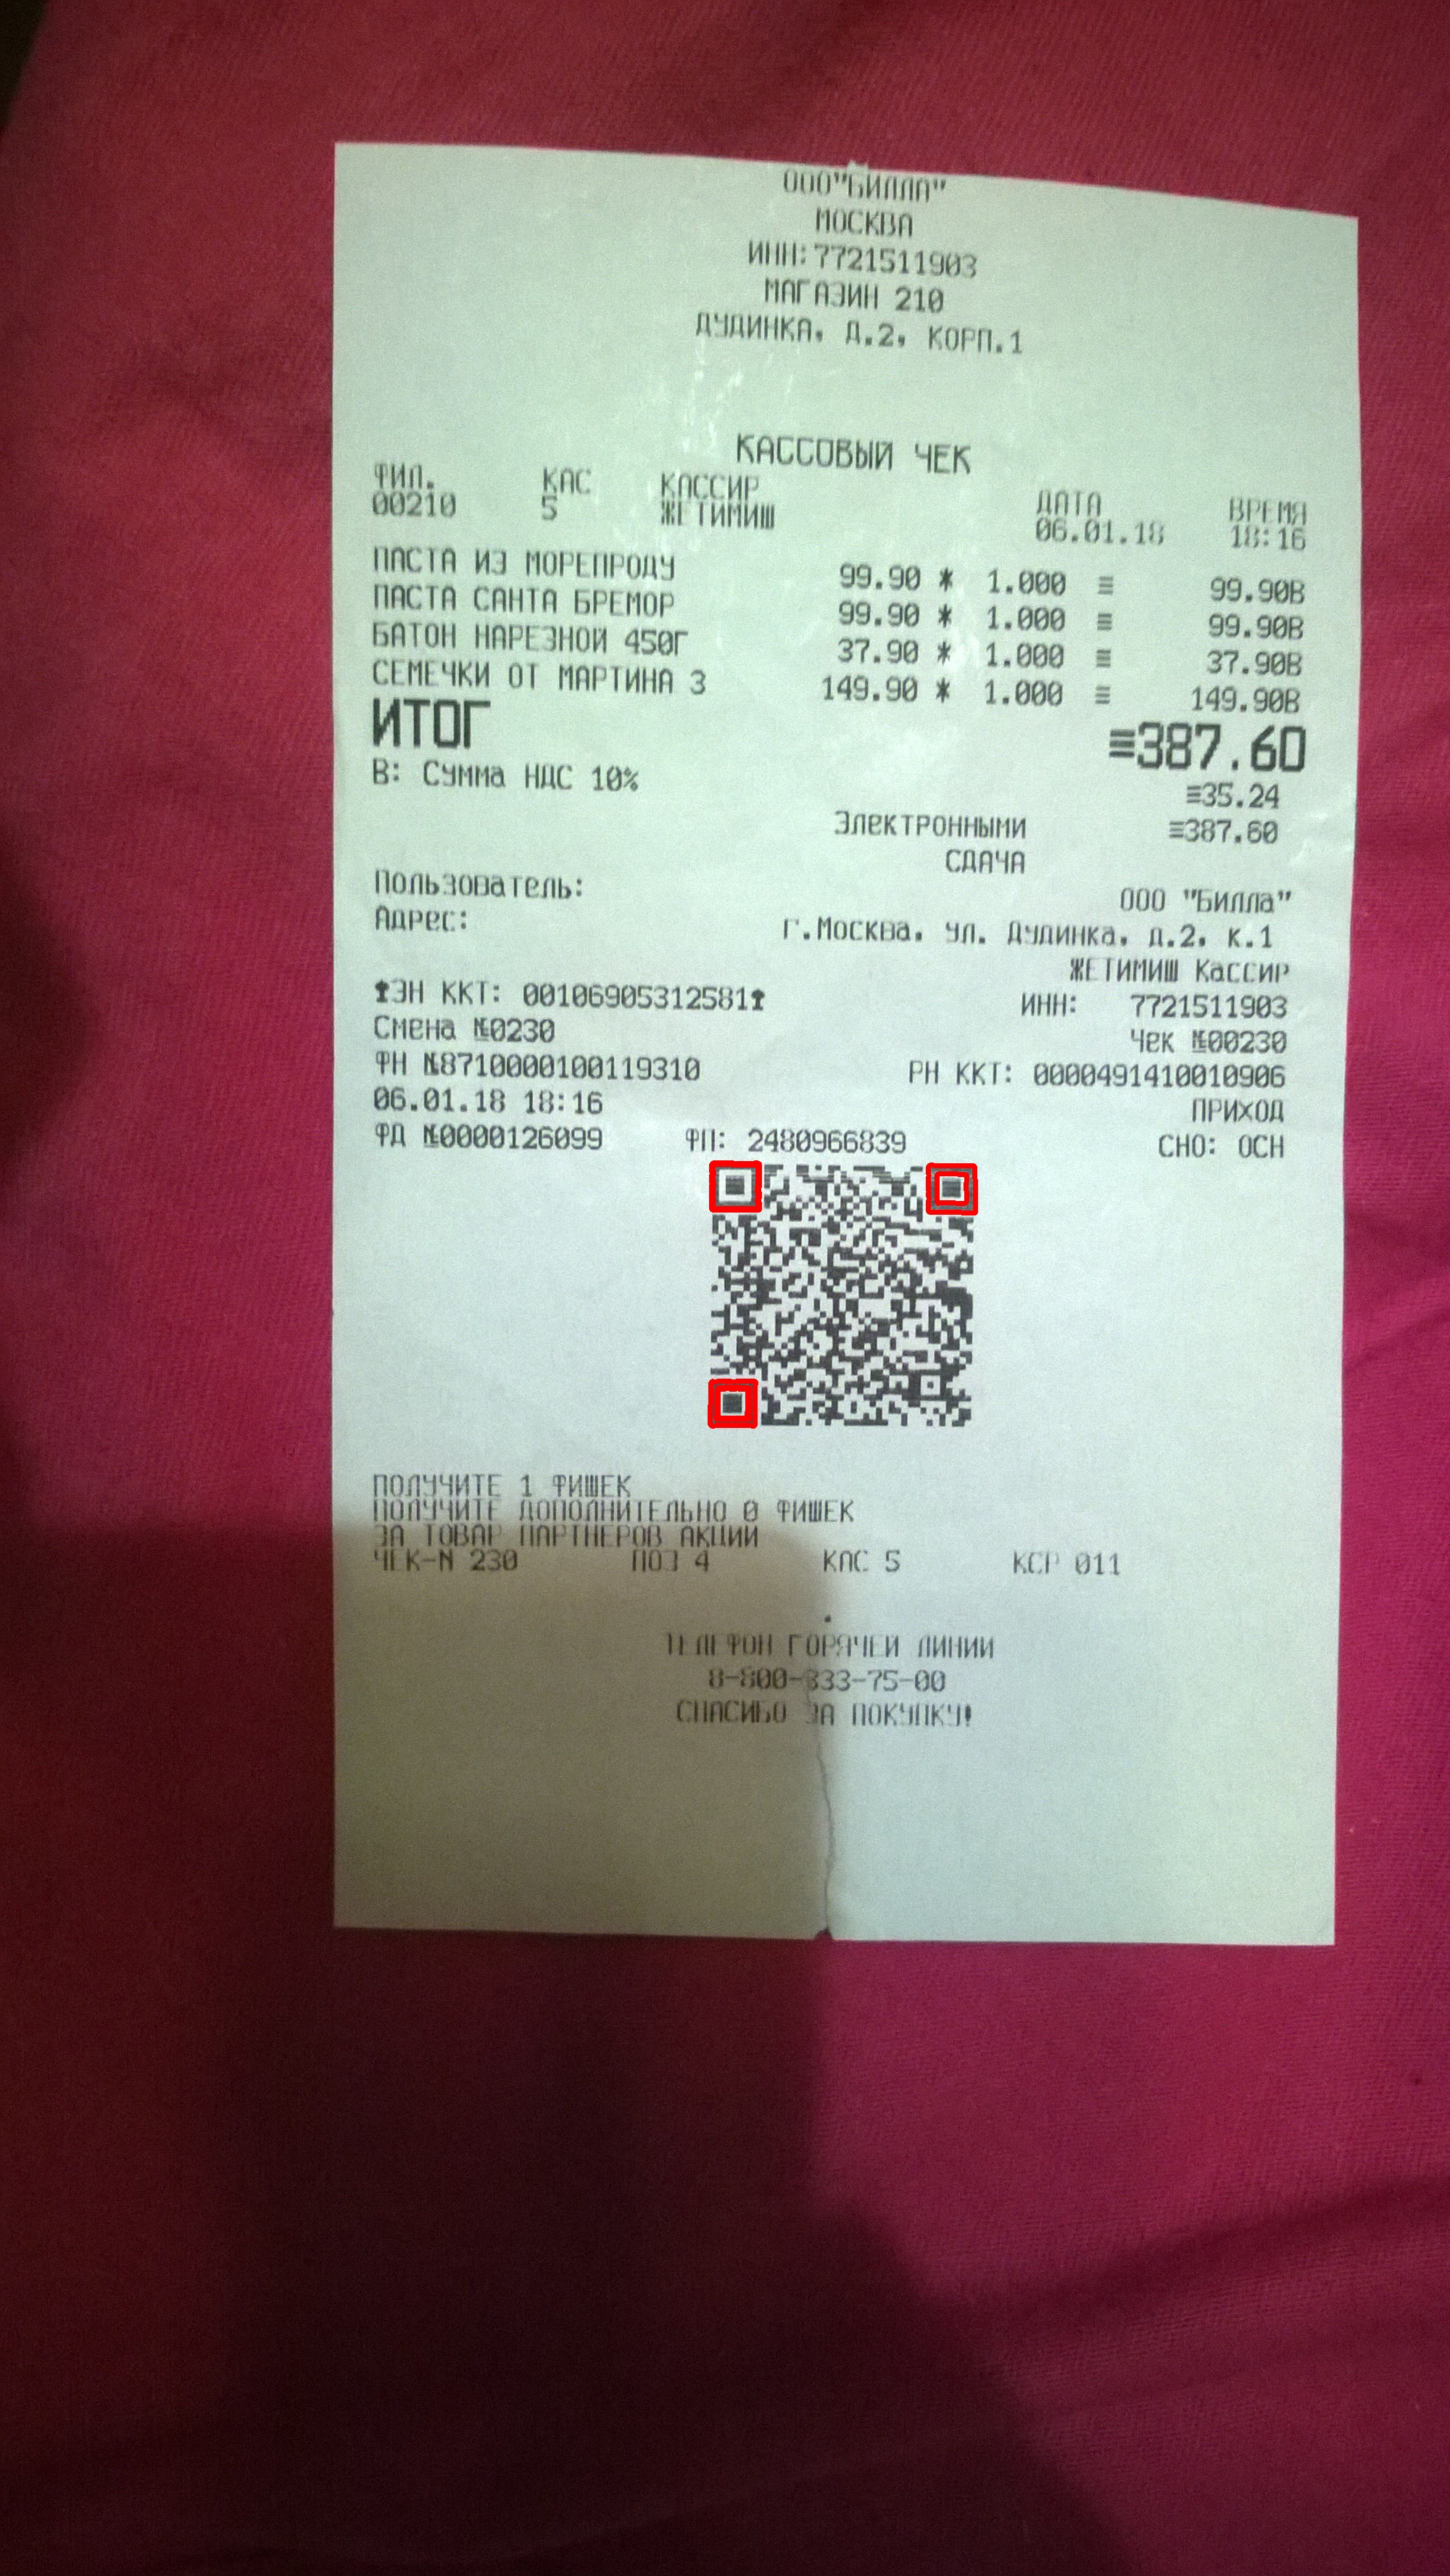 ООО"БИЛЛА"
МОСКВА
ИНН:7721511903
МАГАЗИН 210
ДУДИНКА, Д.2, КОРП.1
КАССОВЫЙ ЧЕК
ФИЛ. КАС КАССИР ДАТА ВРЕМЯ
00210 5 ЖЕТИМИШ 06.01.18 18:16
ПАСТА ИЗ МОРЕПРОДУ 99.90 * 1.000 ≡ 99.90В
ПАСТА САНТА БРЕМОР 99.90 * 1.000 ≡ 99.90В
БАТОН НАРЕЗНОЙ 450Г 37.90 * 1.000 ≡ 37.90В
СЕМЕЧКИ ОТ МАРТИНА 3 149.90 * 1.000 ≡ 149.90В
ИТОГ ≡387.60
В: Сумма НДС 10% ≡35.24
Электронными ≡387.60
СДАЧА
Пользователь: ООО "Билла"
Адрес: г.Москва, ул. Дудинка, д.2, к.1
ЖЕТИМИШ Кассир
ЭН ККТ: 00106905312581 ИНН: 7721511903
Смена №0230 Чек №00230
ФН №8710000100119310 РН ККТ: 0000491410010906
06.01.18 18:16 ПРИХОД
ФД №0000126099 ФП: 2480966839 СНО: ОСН
ПОЛУЧИТЕ 1 ФИШЕК
ПОЛУЧИТЕ ДОПОЛНИТЕЛЬНО 0 ФИШЕК
ЗА ТОВАР ПАРТНЕРОВ АКЦИИ
ЧЕК-N 230 ПОЗ 4 КАС 5 КСР 011
ТЕЛЕФОН ГОРЯЧЕЙ ЛИНИИ
8-800-333-75-00
СПАСИБО ЗА ПОКУПКУ!